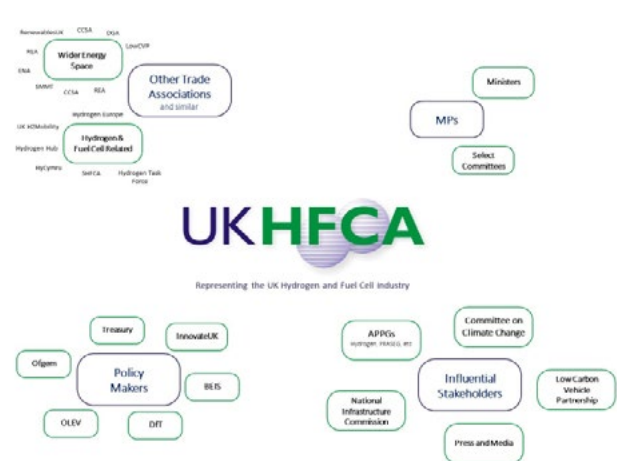 RenewablesUK
CCSA
DGA
LowCVP
REA
Wider Energy
Space
ENA
SMMT
CCSA
REA
Other Trade
Associations
and similar
Hydrogen Europe
UK H2Mobility
Hydrogen &
Fuel Cell Related
Hydrogen Hub
HyCymru
SHFCA
Hydrogen Task
Force
Ministers
MPs
Select
Committees
UKHFCA
Representing the UK Hydrogen and Fuel Cell Industry
Treasury
InnovateUK
Ofgem
Policy
Makers
BEIS
OLEV
DfT
APPGs
Hydrogen, PRASEG, etc
Committee on
Climate Change
Influential
Stakeholders
Low Carbon
Vehicle
Partnership
National
Infrastructure
Commission
Press and Media